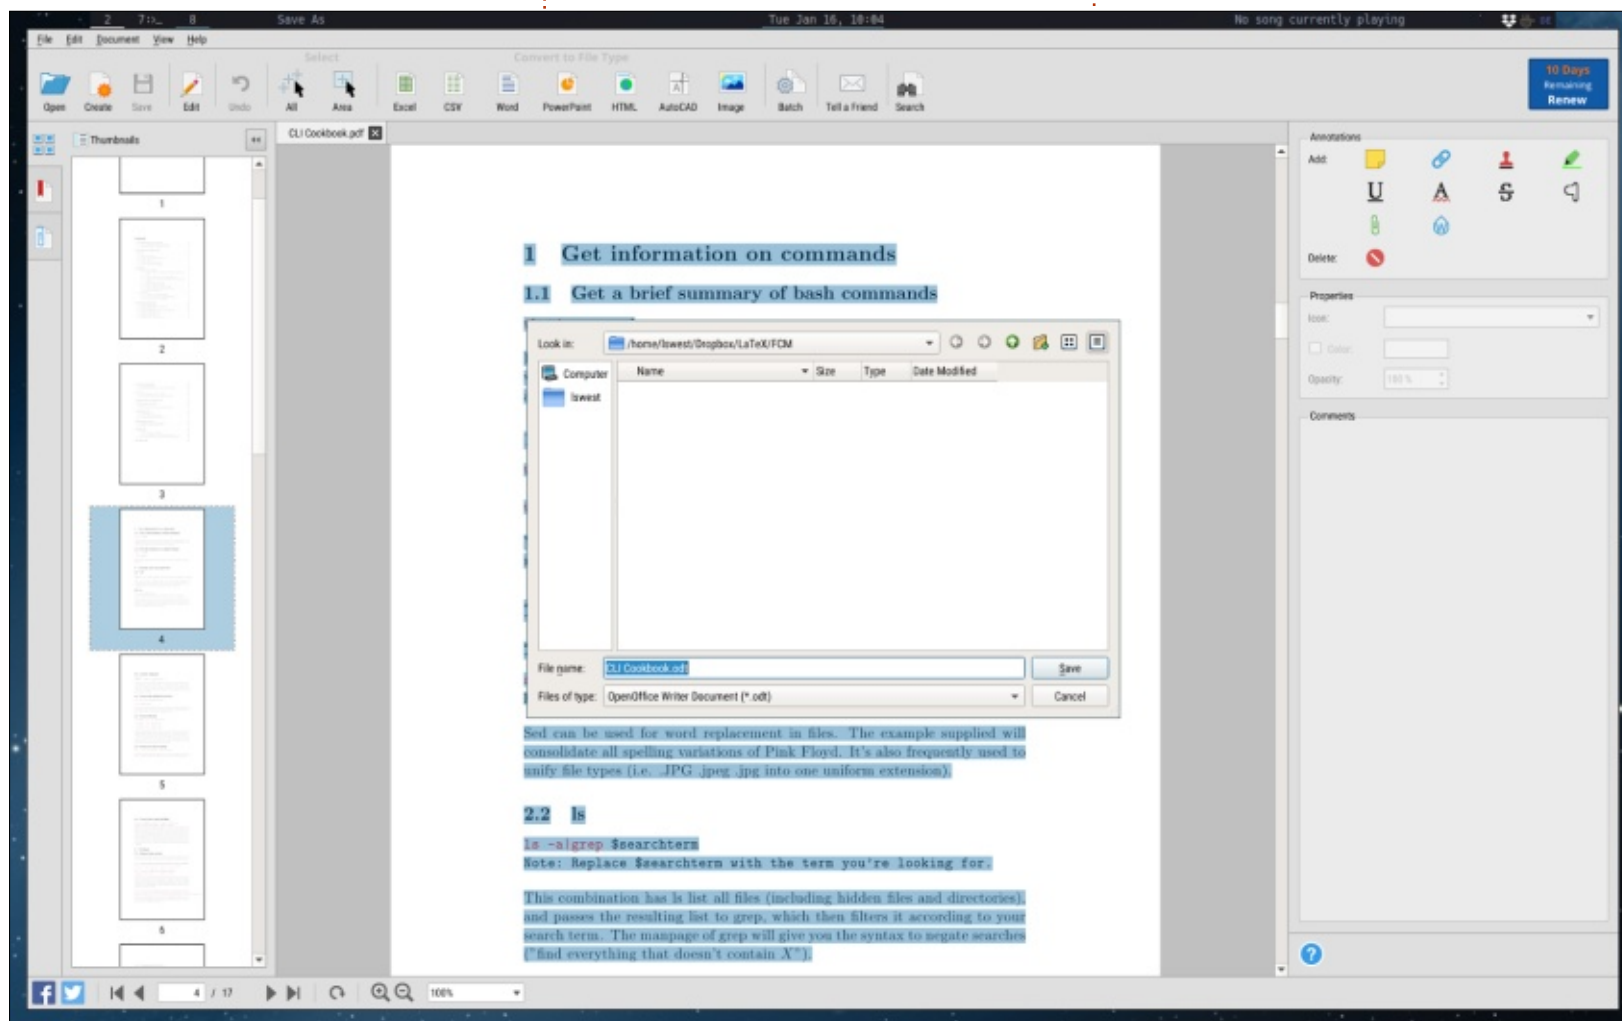 2 7:>_ 8 Save As Tue Jan 16, 10:04 No song currently playing DE
File Edit Document View Help
Select Convert to File Type
Open Create Save Edit Undo All Area Excel CSV Word PowerPoint HTML AutoCAD Image Batch Tell a Friend Search
10 Days
Remaining
Renew
Thumbnails
CLI Cookbook.pdf
1
2
3
4
5
6
1 Get information on commands
1.1 Get a brief summary of bash commands
Look in: /home/lswest/Dropbox/LaTeX/FCM
Computer
lswest
Name Size Type Date Modified
File name: CLI Cookbook.odt Save
Files of type: OpenOffice Writer Document (*.odt) Cancel
Sed can be used for word replacement in files. The example supplied will
consolidate all spelling variations of Pink Floyd. It's also frequently used to
unify file types (i.e. .JPG .jpeg .jpg into one uniform extension).
2.2 ls
ls -a|grep $searchterm
Note: Replace $searchterm with the term you're looking for.
This combination has ls list all files (including hidden files and directories),
and passes the resulting list to grep, which then filters it according to your
search term. The manpage of grep will give you the syntax to negate searches
("find everything that doesn't contain X").
Annotations
Add:
U A S
Delete:
Properties
Icon:
Color:
Opacity: 100 %
Comments
?
4 / 17 100%